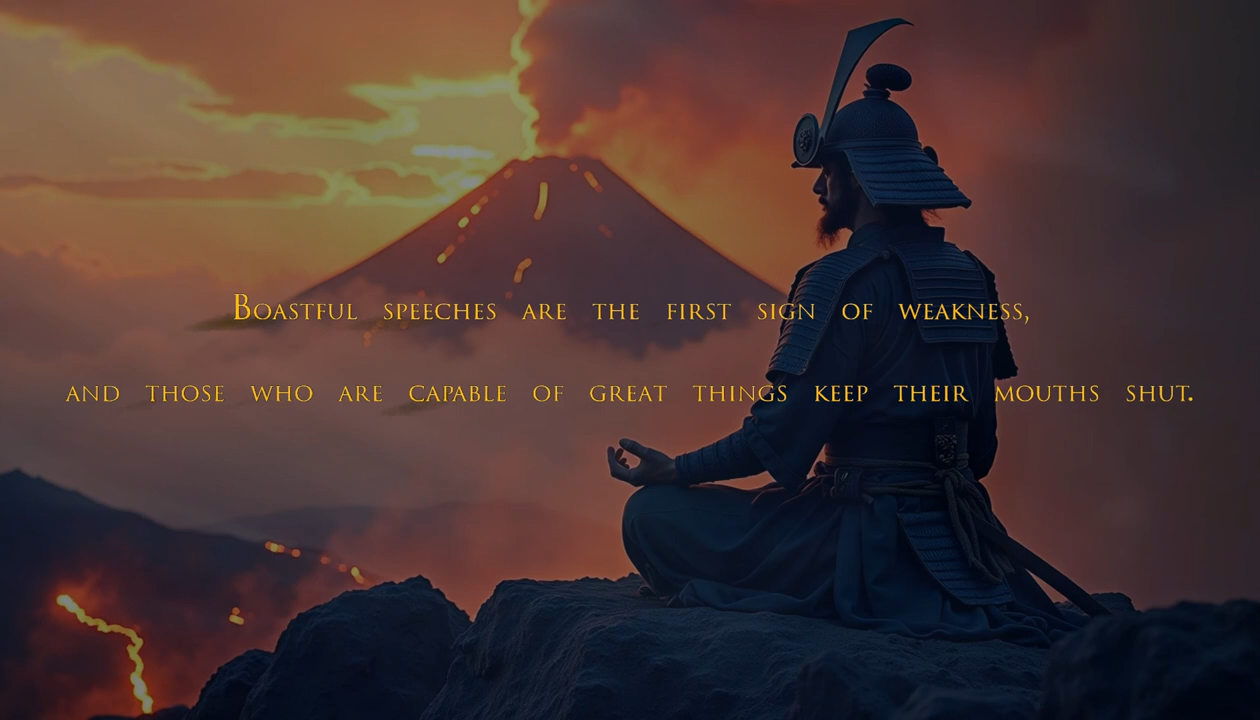 Boastful speeches are the first sign of weakness,
and those who are capable of great things keep their mouths shut.